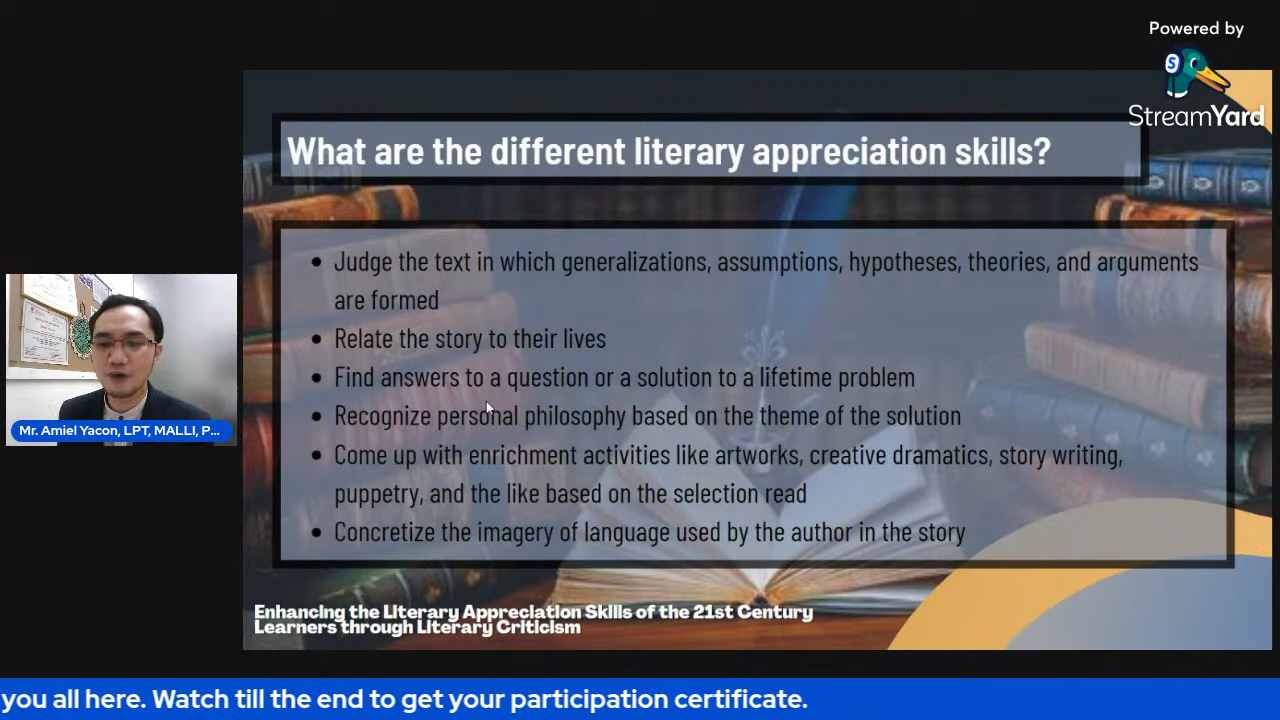 Powered by
StreamYard
What are the different literary appreciation skills?
• Judge the text in which generalizations, assumptions, hypotheses, theories, and arguments
are formed
• Relate the story to their lives
• Find answers to a question or a solution to a lifetime problem
• Recognize personal philosophy based on the theme of the solution
• Come up with enrichment activities like artworks, creative dramatics, story writing,
puppetry, and the like based on the selection read
• Concretize the imagery of language used by the author in the story
Mr. Amiel Yacon, LPT, MALLI, P...
Enhancing the Literary Appreciation Skills of the 21st Century
Learners through Literary Criticism
you all here. Watch till the end to get your participation certificate.